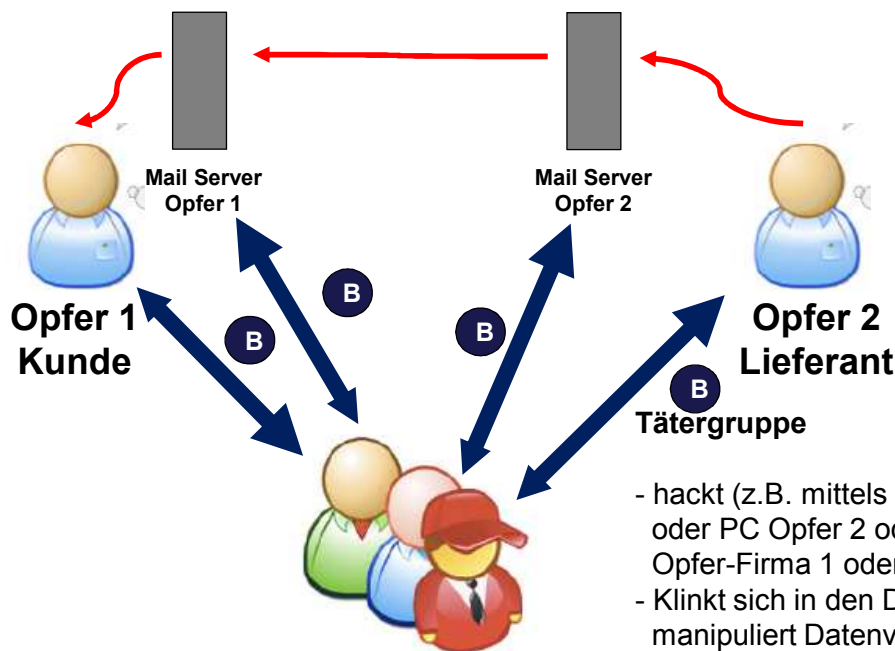 Mail Server
Opfer 1
Mail Server
Opfer 2
Opfer 1
Kunde
B
B
B
B
Opfer 2
Lieferant
Tätergruppe
- hackt (z.B. mittels
oder PC Opfer 2
Opfer-Firma 1 oder
- Klinkt sich in den
manipuliert